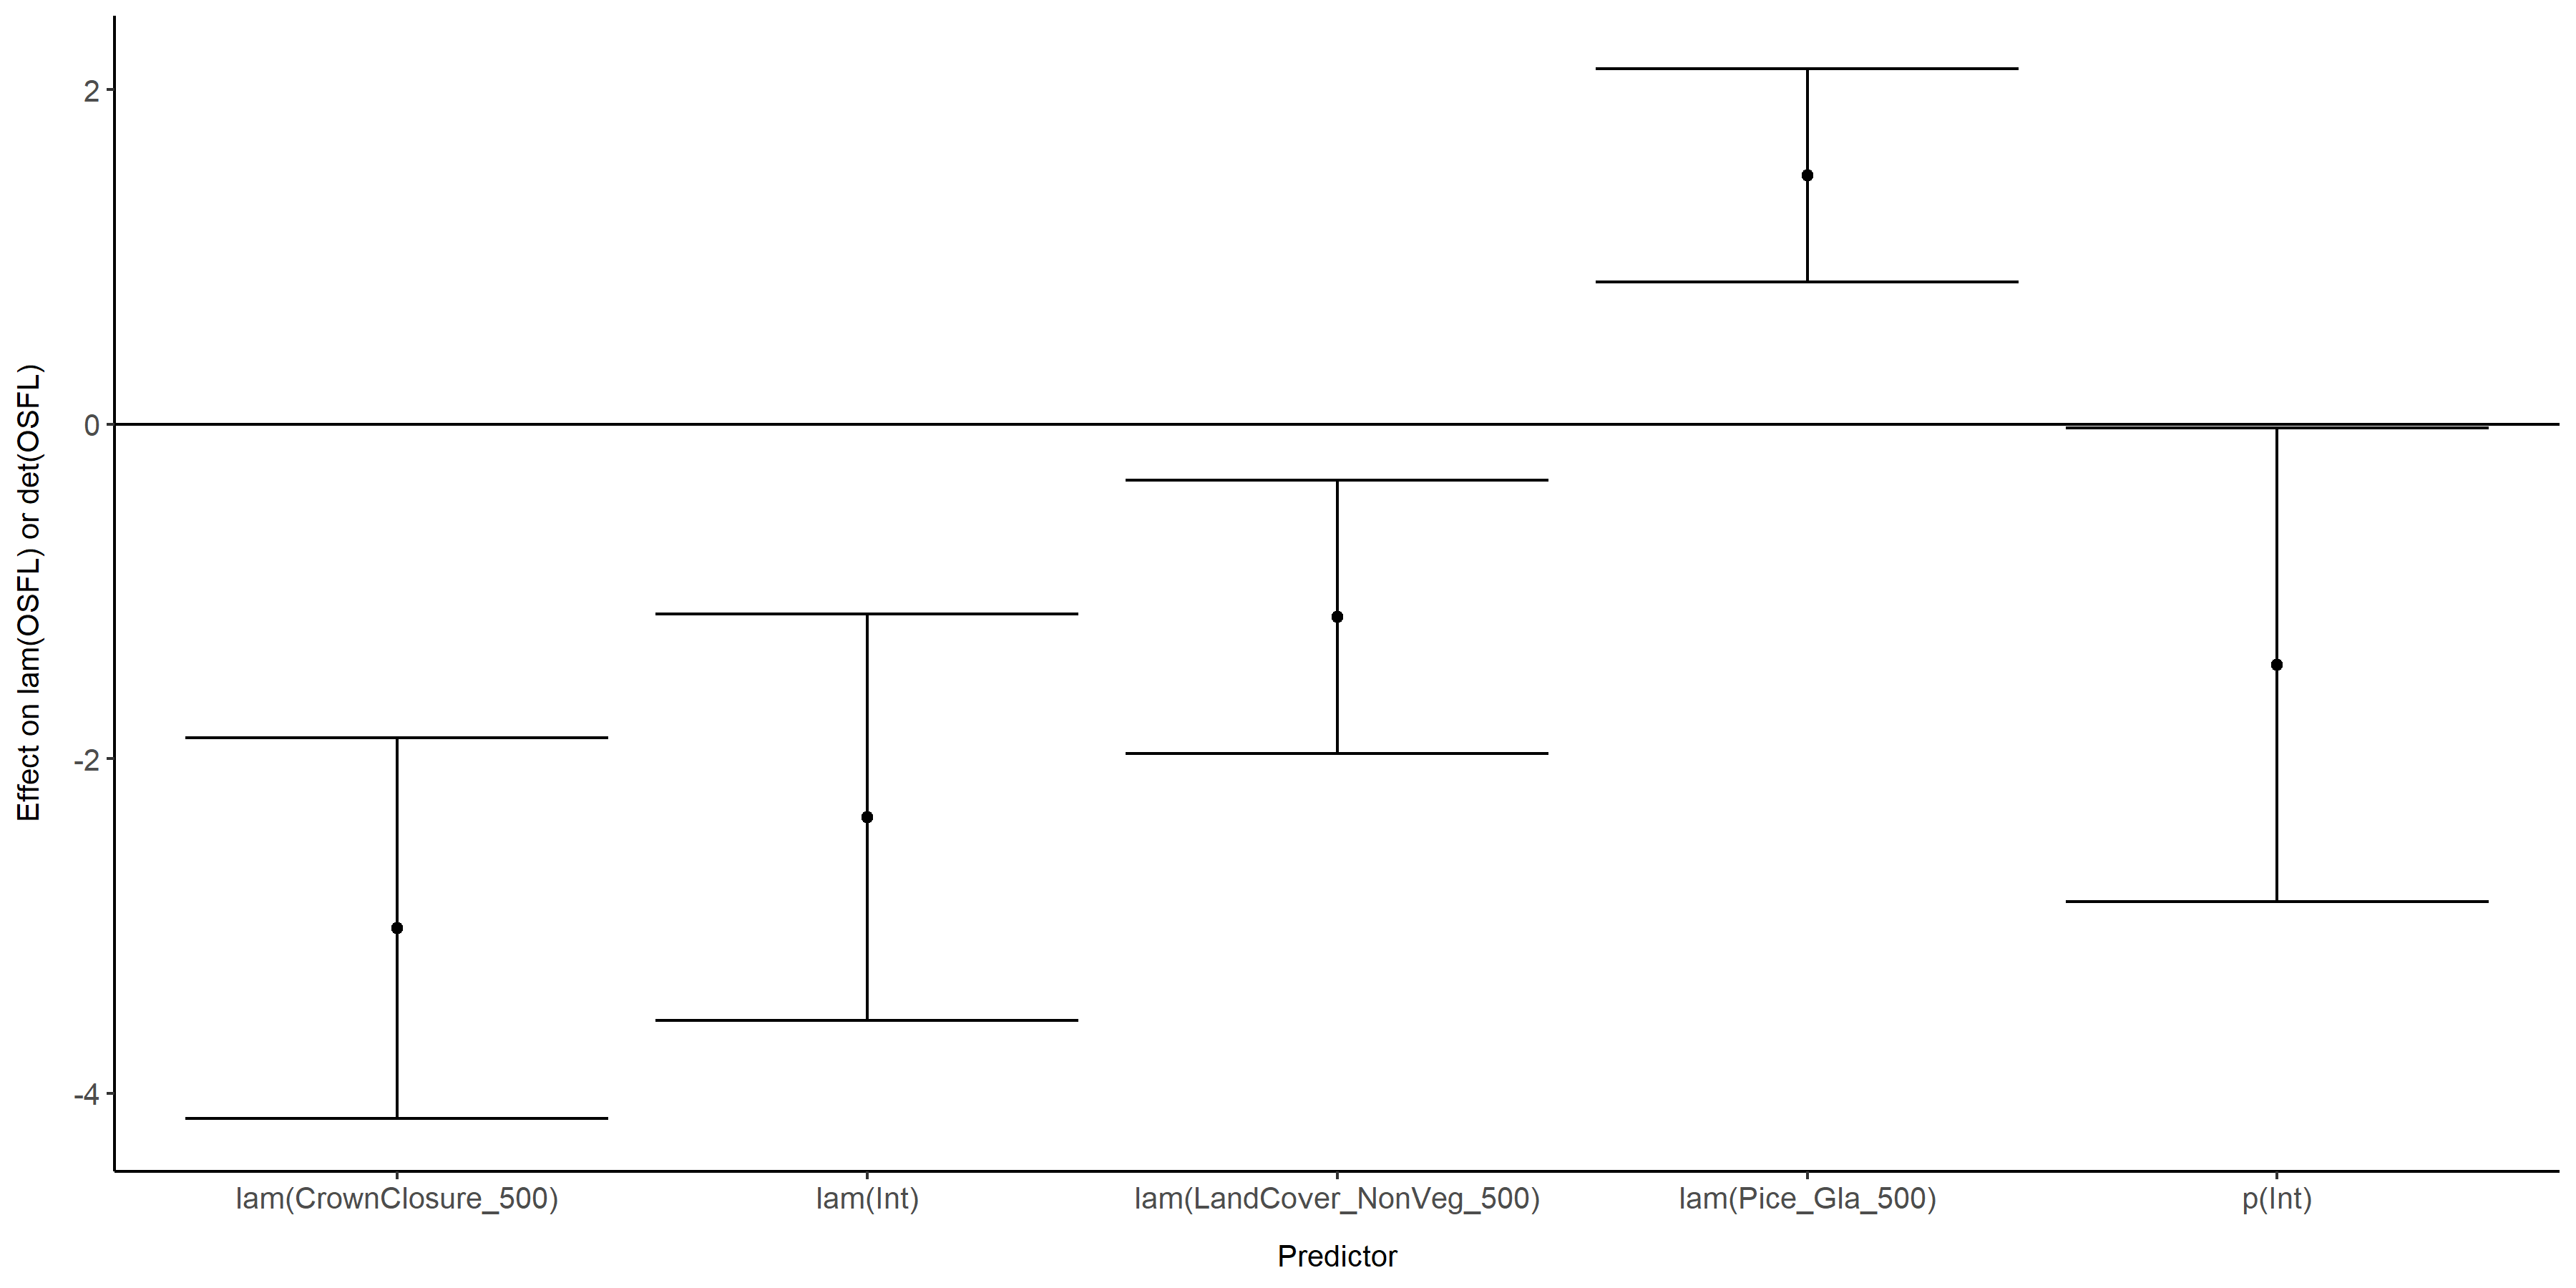 Effect on lam(OSFL) or det(OSFL)
2
0
-2
-4
lam(CrownClosure_500)
lam(Int)
lam(LandCover_NonVeg_500)
lam(Pice_Gla_500)
p(Int)
Predictor